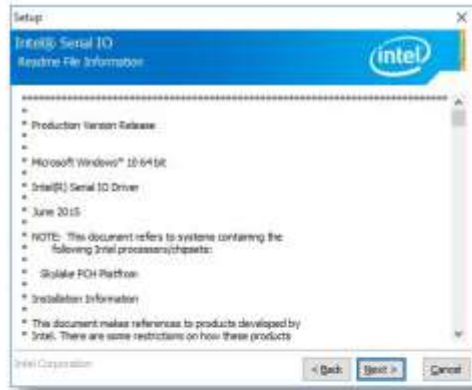 Setup
Intel® Serial IO
Readme File Information
intel
************************************************************
*
* Production Version Release
*
* Microsoft Windows* 10 64 bit
*
* Intel(R) Serial IO Driver
*
* June 2015
*
* NOTE: This document refers to systems containing the
* following Intel processors/chipsets:
*
* Skylake PCH Platfrom
*
* Installation Information
*
* This document makes references to products developed by
* Intel. There are some restrictions on how these products
Intel Corporation
< Back
Next >
Cancel